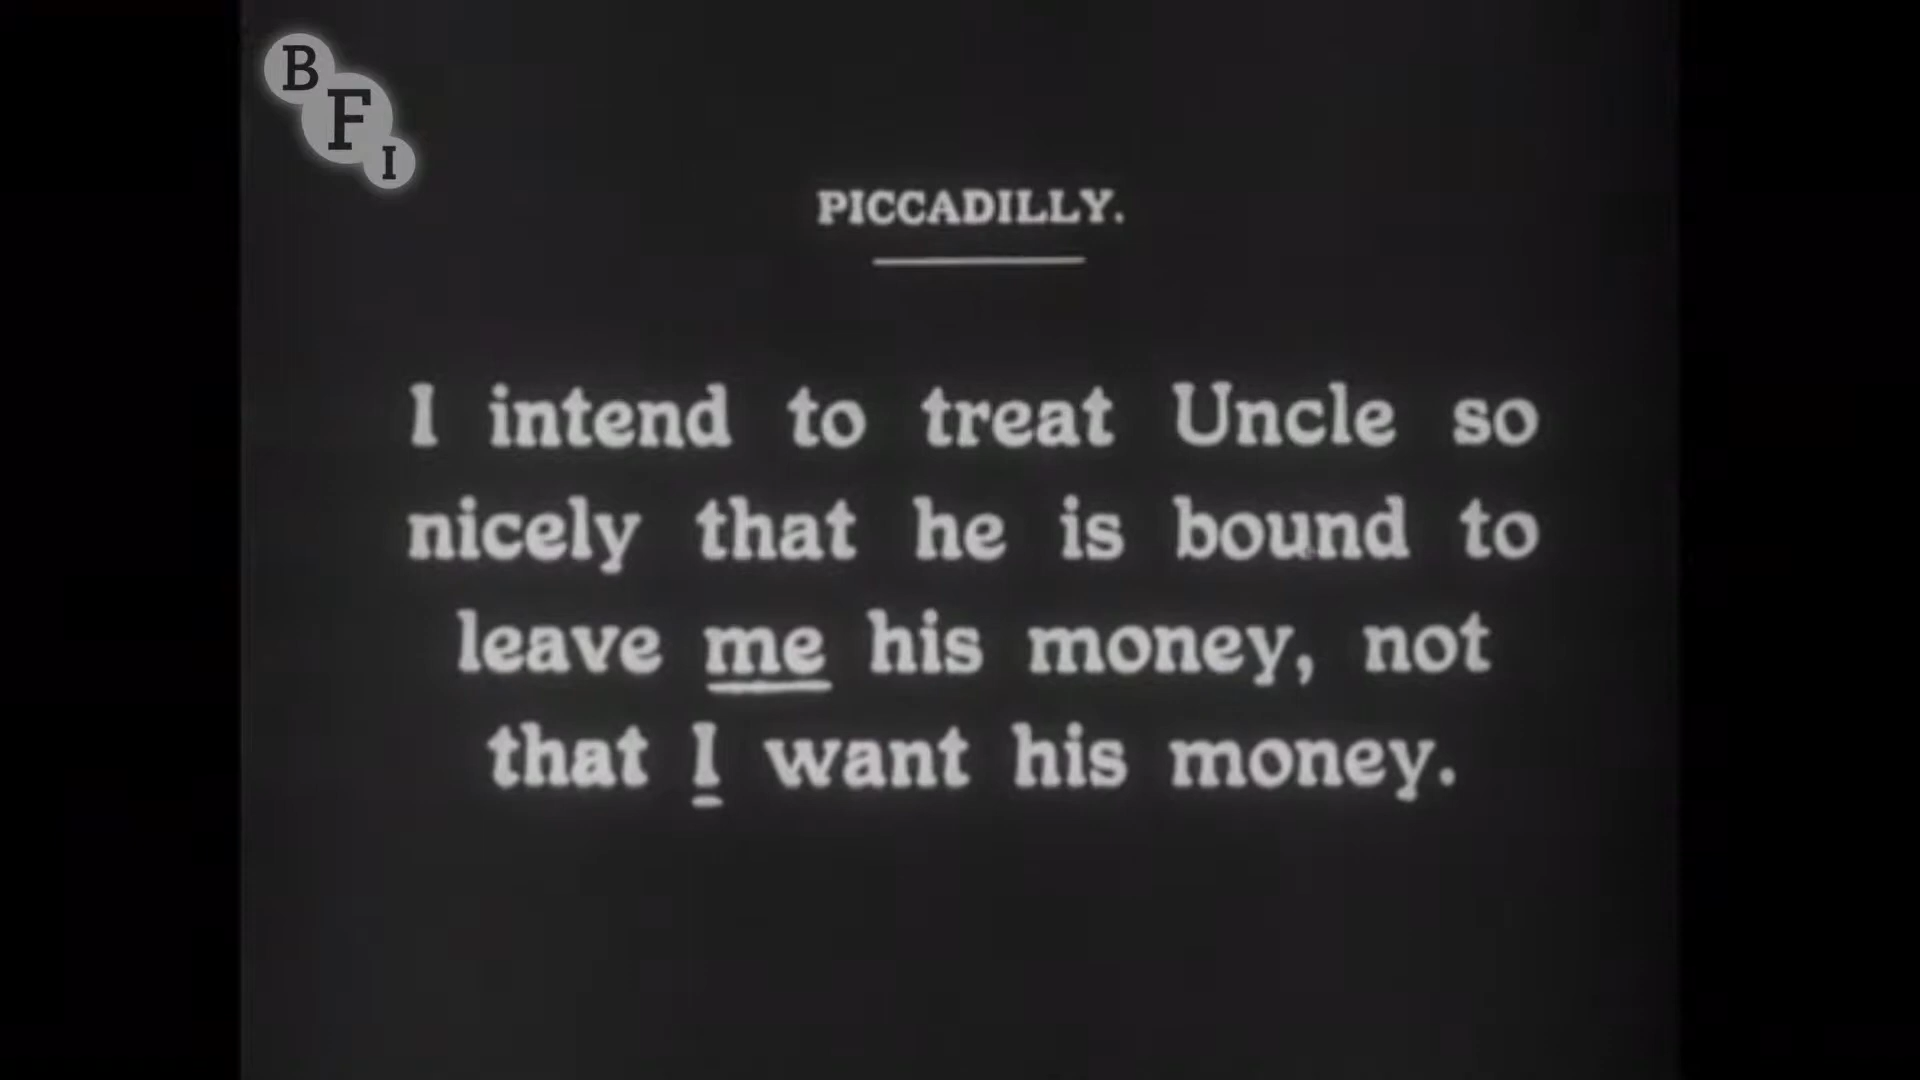 BFI
PICCADILLY.
I intend to treat Uncle so
nicely that he is bound to
leave me his money, not
that I want his money.